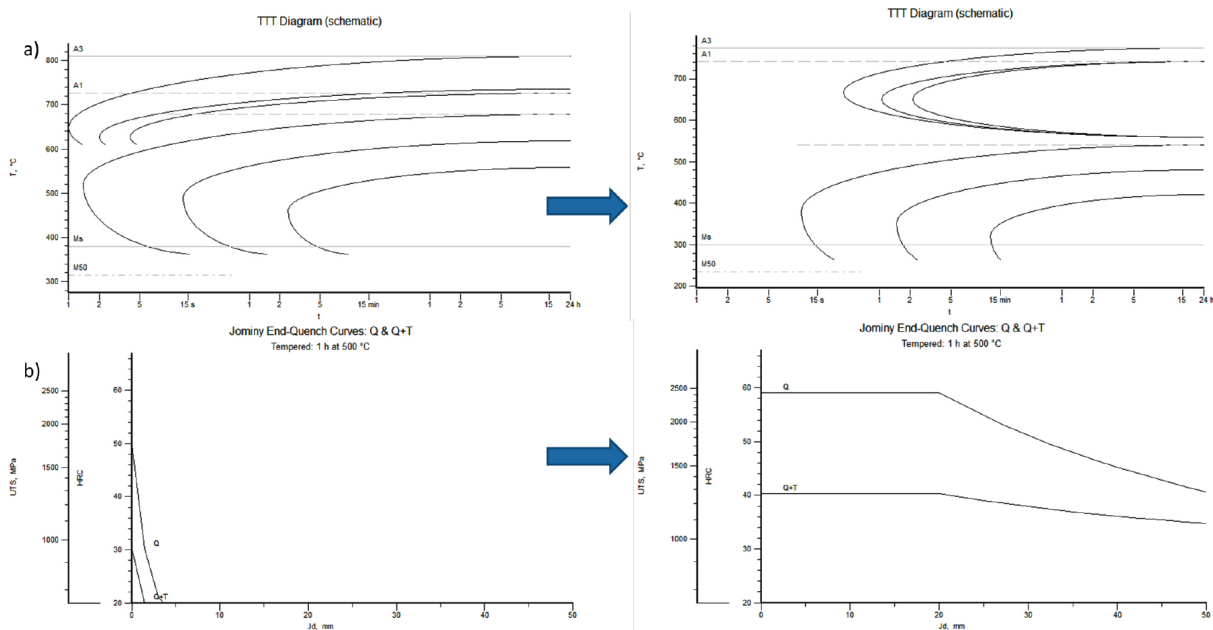 TTT Diagram (schematic)
a)
A3
800
A1
700
600
500
Ms
400
M50
300
T, °C
1 2 5 15 s 1 2 5 15 min 1 2 5 15 24 h
t
TTT Diagram (schematic)
A3
A1
700
600
500
400
Ms
300
M50
200
T, °C
1 2 5 15 s 1 2 5 15 min 1 2 5 15 24 h
t
Jominy End-Quench Curves: Q & Q+T
Tempered: 1 h at 500 °C
b)
2500
2000
1500
1000
UTS, MPa
HRC
60
50
40
30
20
Q
Q+T
0 10 20 30 40 50
Jd, mm
Jominy End-Quench Curves: Q & Q+T
Tempered: 1 h at 500 °C
2500
2000
1500
1000
UTS, MPa
HRC
60
50
40
30
20
Q
Q+T
0 10 20 30 40 50
Jd, mm